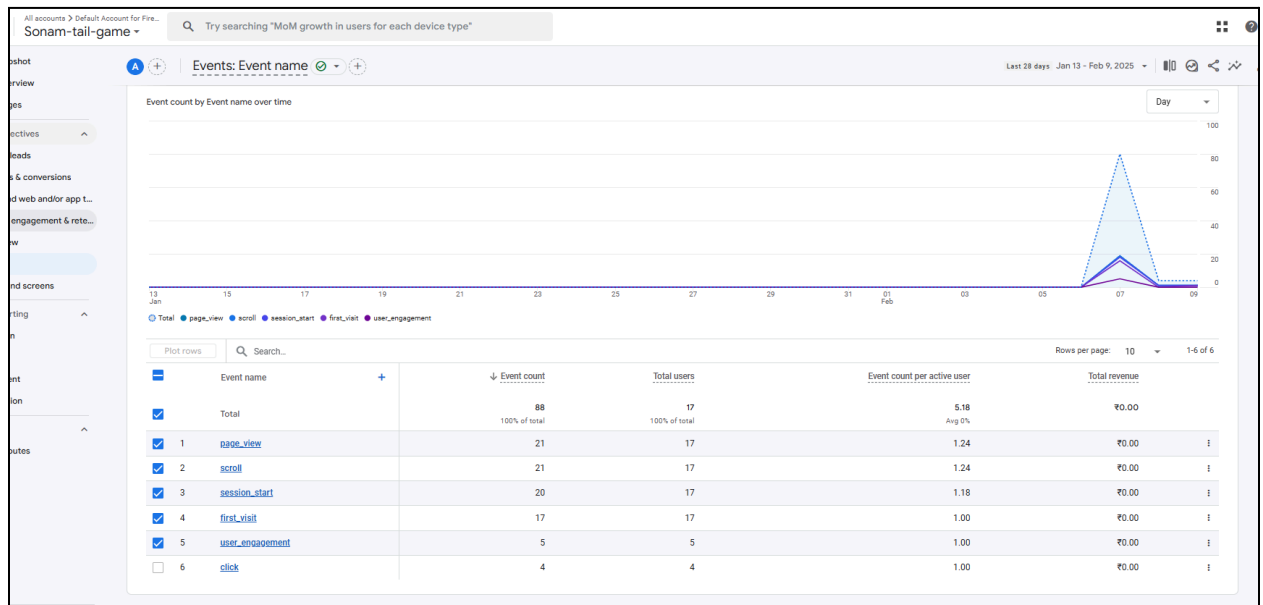 All accounts > Default Account for Fire...
Sonam-tail-game
Try searching "MoM growth in users for each device type"
pshot
erview
ges
ectives
leads
s & conversions
nd web and/or app t...
engagement & rete...
ew
nd screens
rting
n
ent
ion
outes
A
Events: Event name
Last 28 days Jan 13 - Feb 9, 2025
Event count by Event name over time
Day
100
80
60
40
20
0
13 Jan 15 17 19 21 23 25 27 29 31 01 Feb 03 05 07 09
Total page_view scroll session_start first_visit user_engagement
Plot rows Search... Rows per page: 10 1-6 of 6
Event name + ↓ Event count Total users Event count per active user Total revenue
Total 88 17 5.18 ₹0.00
100% of total 100% of total Avg 0%
1 page_view 21 17 1.24 ₹0.00
2 scroll 21 17 1.24 ₹0.00
3 session_start 20 17 1.18 ₹0.00
4 first_visit 17 17 1.00 ₹0.00
5 user_engagement 5 5 1.00 ₹0.00
6 click 4 4 1.00 ₹0.00